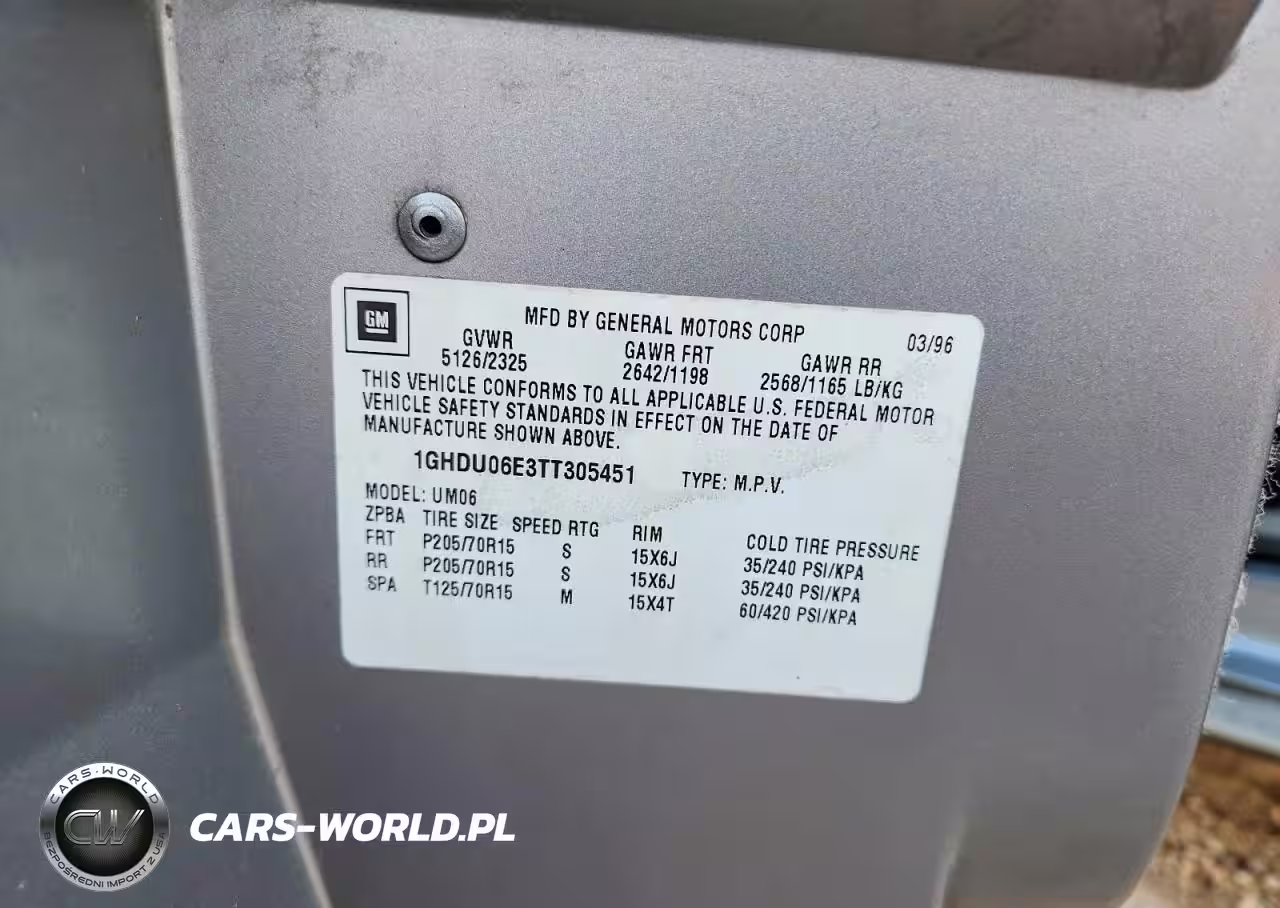 GM
MFD BY GENERAL MOTORS CORP 03/96
GVWR GAWR FRT GAWR RR
5126/2325 2642/1198 2568/1165 LB/KG
THIS VEHICLE CONFORMS TO ALL APPLICABLE U.S. FEDERAL MOTOR
VEHICLE SAFETY STANDARDS IN EFFECT ON THE DATE OF
MANUFACTURE SHOWN ABOVE.
1GHDU06E3TT305451 TYPE: M.P.V.
MODEL: UM06
ZPBA TIRE SIZE SPEED RTG RIM COLD TIRE PRESSURE
FRT P205/70R15 S 15X6J 35/240 PSI/KPA
RR P205/70R15 S 15X6J 35/240 PSI/KPA
SPA T125/70R15 M 15X4T 60/420 PSI/KPA
CARS-WORLD
CW
BEZPOŚREDNI IMPORT Z USA
CARS-WORLD.PL